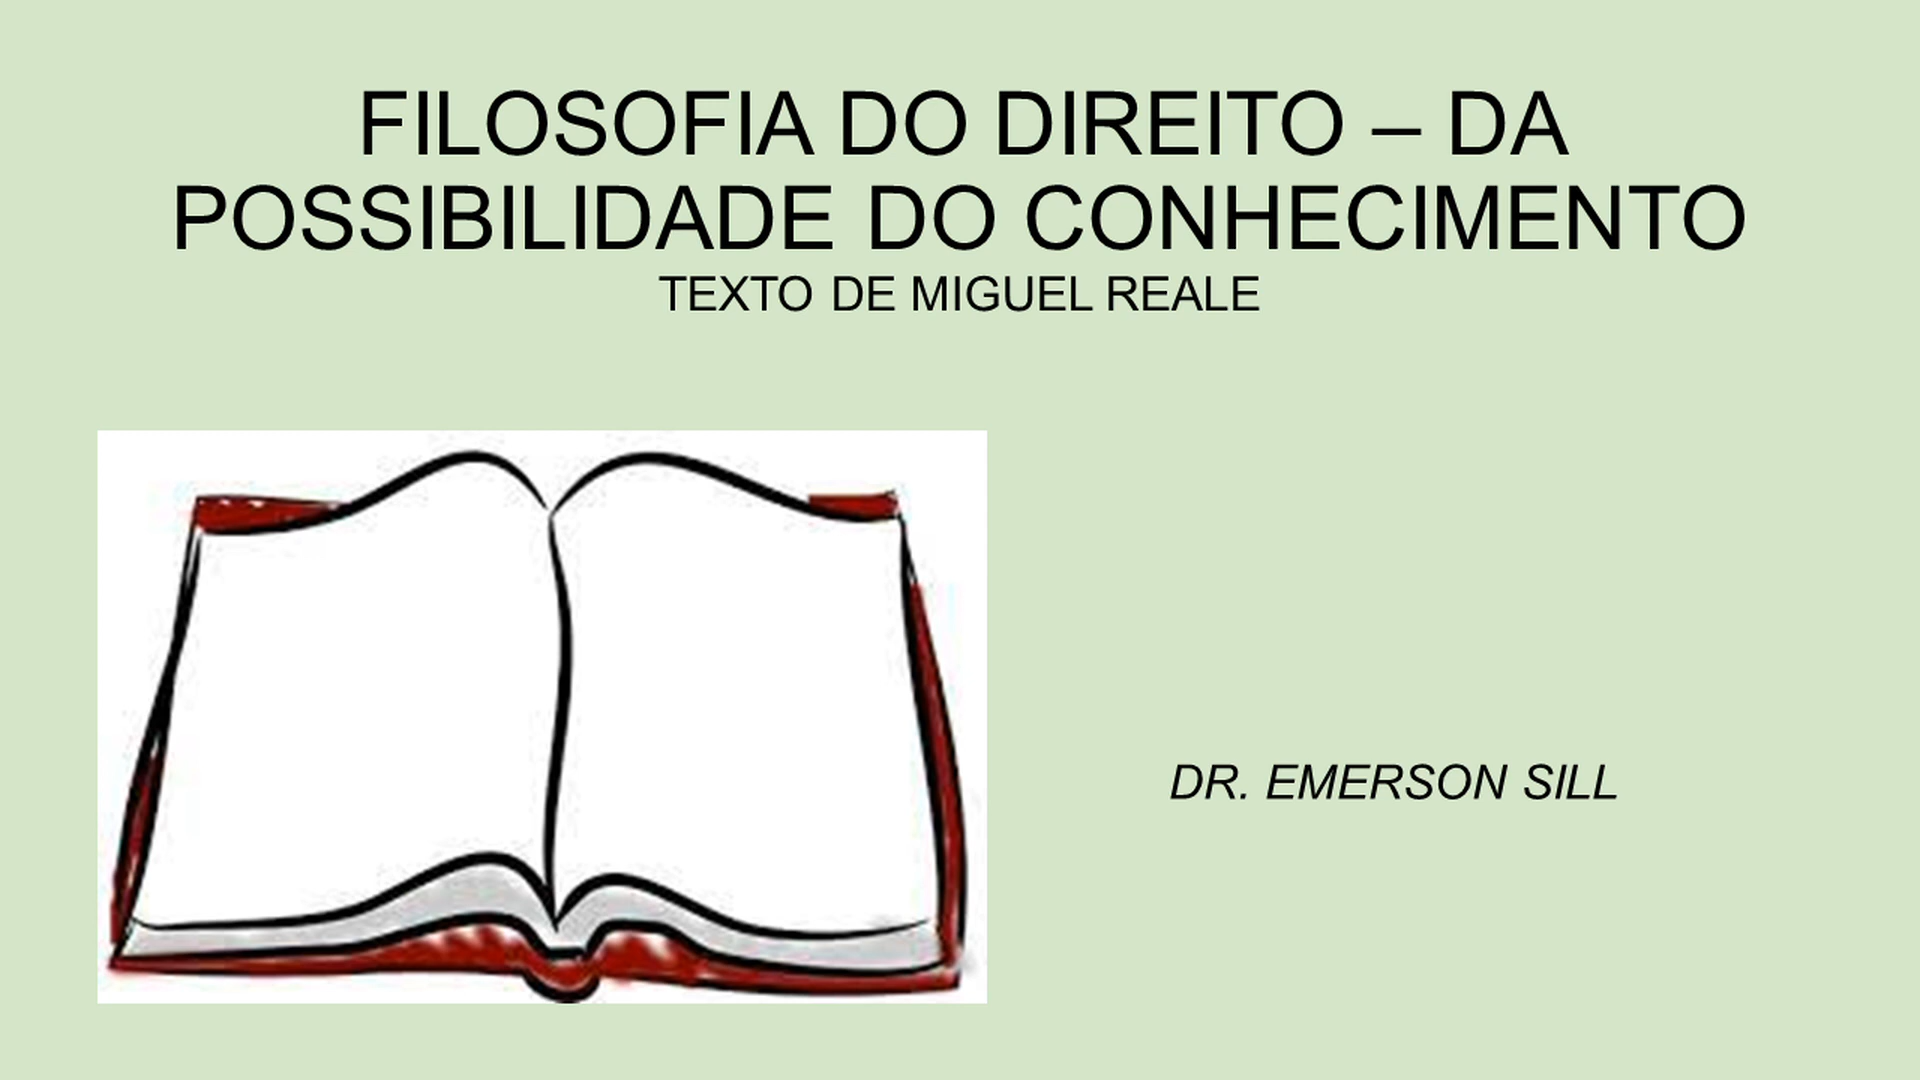 FILOSOFIA DO DIREITO – DA
POSSIBILIDADE DO CONHECIMENTO
TEXTO DE MIGUEL REALE
DR. EMERSON SILL